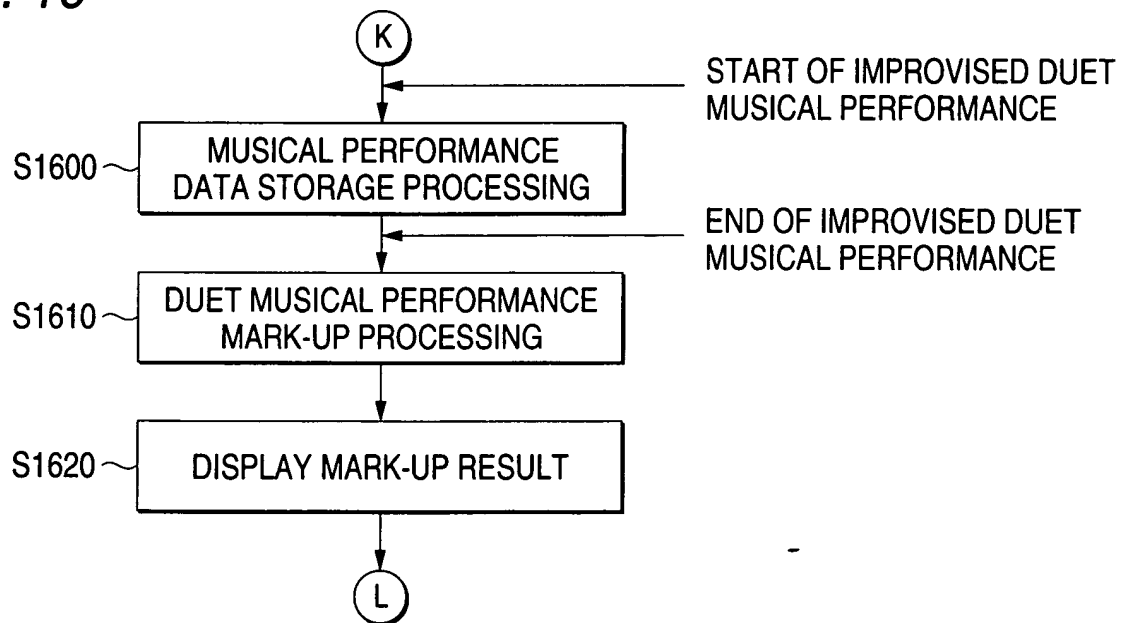 K
START OF IMPROVISED DUET
MUSICAL PERFORMANCE
S1600
MUSICAL PERFORMANCE
DATA STORAGE PROCESSING
END OF IMPROVISED DUET
MUSICAL PERFORMANCE
S1610
DUET MUSICAL PERFORMANCE
MARK-UP PROCESSING
S1620
DISPLAY MARK-UP RESULT
L